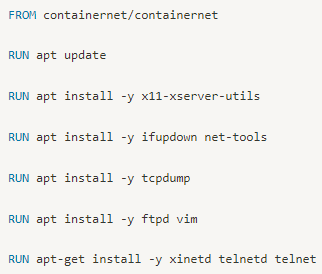 FROM containernet/containernet
RUN apt update
RUN apt install -y x11-xserver-utils
RUN apt install -y ifupdown net-tools
RUN apt install -y tcpdump
RUN apt install -y ftpd vim
RUN apt-get install -y xinetd telnetd telnet